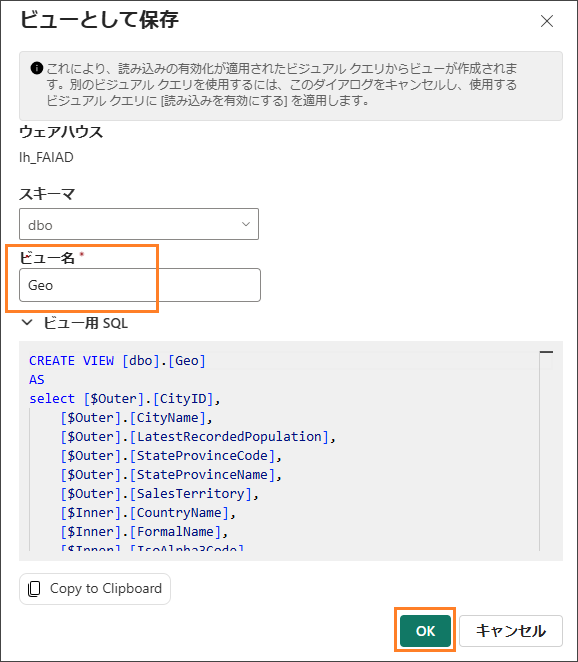 ビューとして保存
これにより、読み込みの有効化が適用されたビジュアル クエリからビューが作成されま
す。別のビジュアル クエリを使用するには、このダイアログをキャンセルし、使用する
ビジュアル クエリに [読み込みを有効にする] を適用します。
ウェアハウス
lh_FAIAD
スキーマ
dbo
ビュー名 *
Geo
ビュー用 SQL
CREATE VIEW [dbo].[Geo]
AS
select [$Outer].[CityID],
[$Outer].[CityName],
[$Outer].[LatestRecordedPopulation],
[$Outer].[StateProvinceCode],
[$Outer].[StateProvinceName],
[$Outer].[SalesTerritory],
[$Inner].[CountryName],
[$Inner].[FormalName],
[$Inner].[IsoAlpha3Code]
Copy to Clipboard
OK
キャンセル